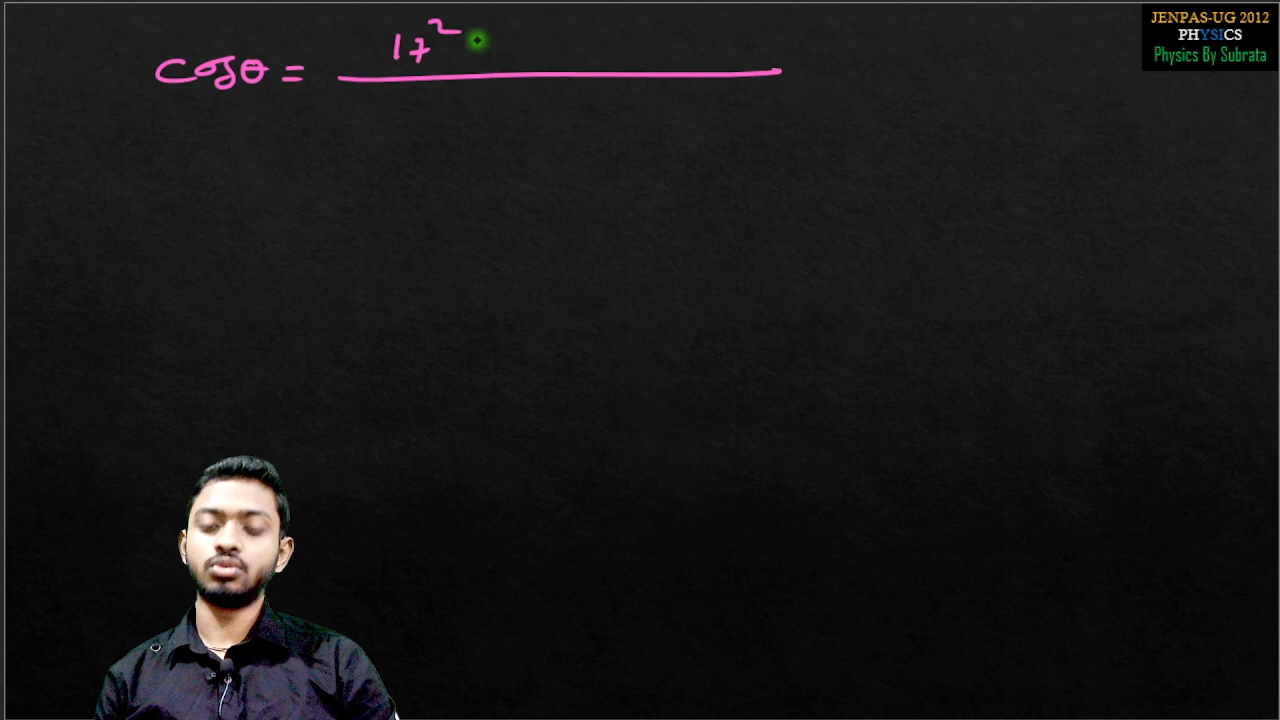 JENPAS-UG 2012
PHYSICS
Physics By Subrata
17²
cosθ =